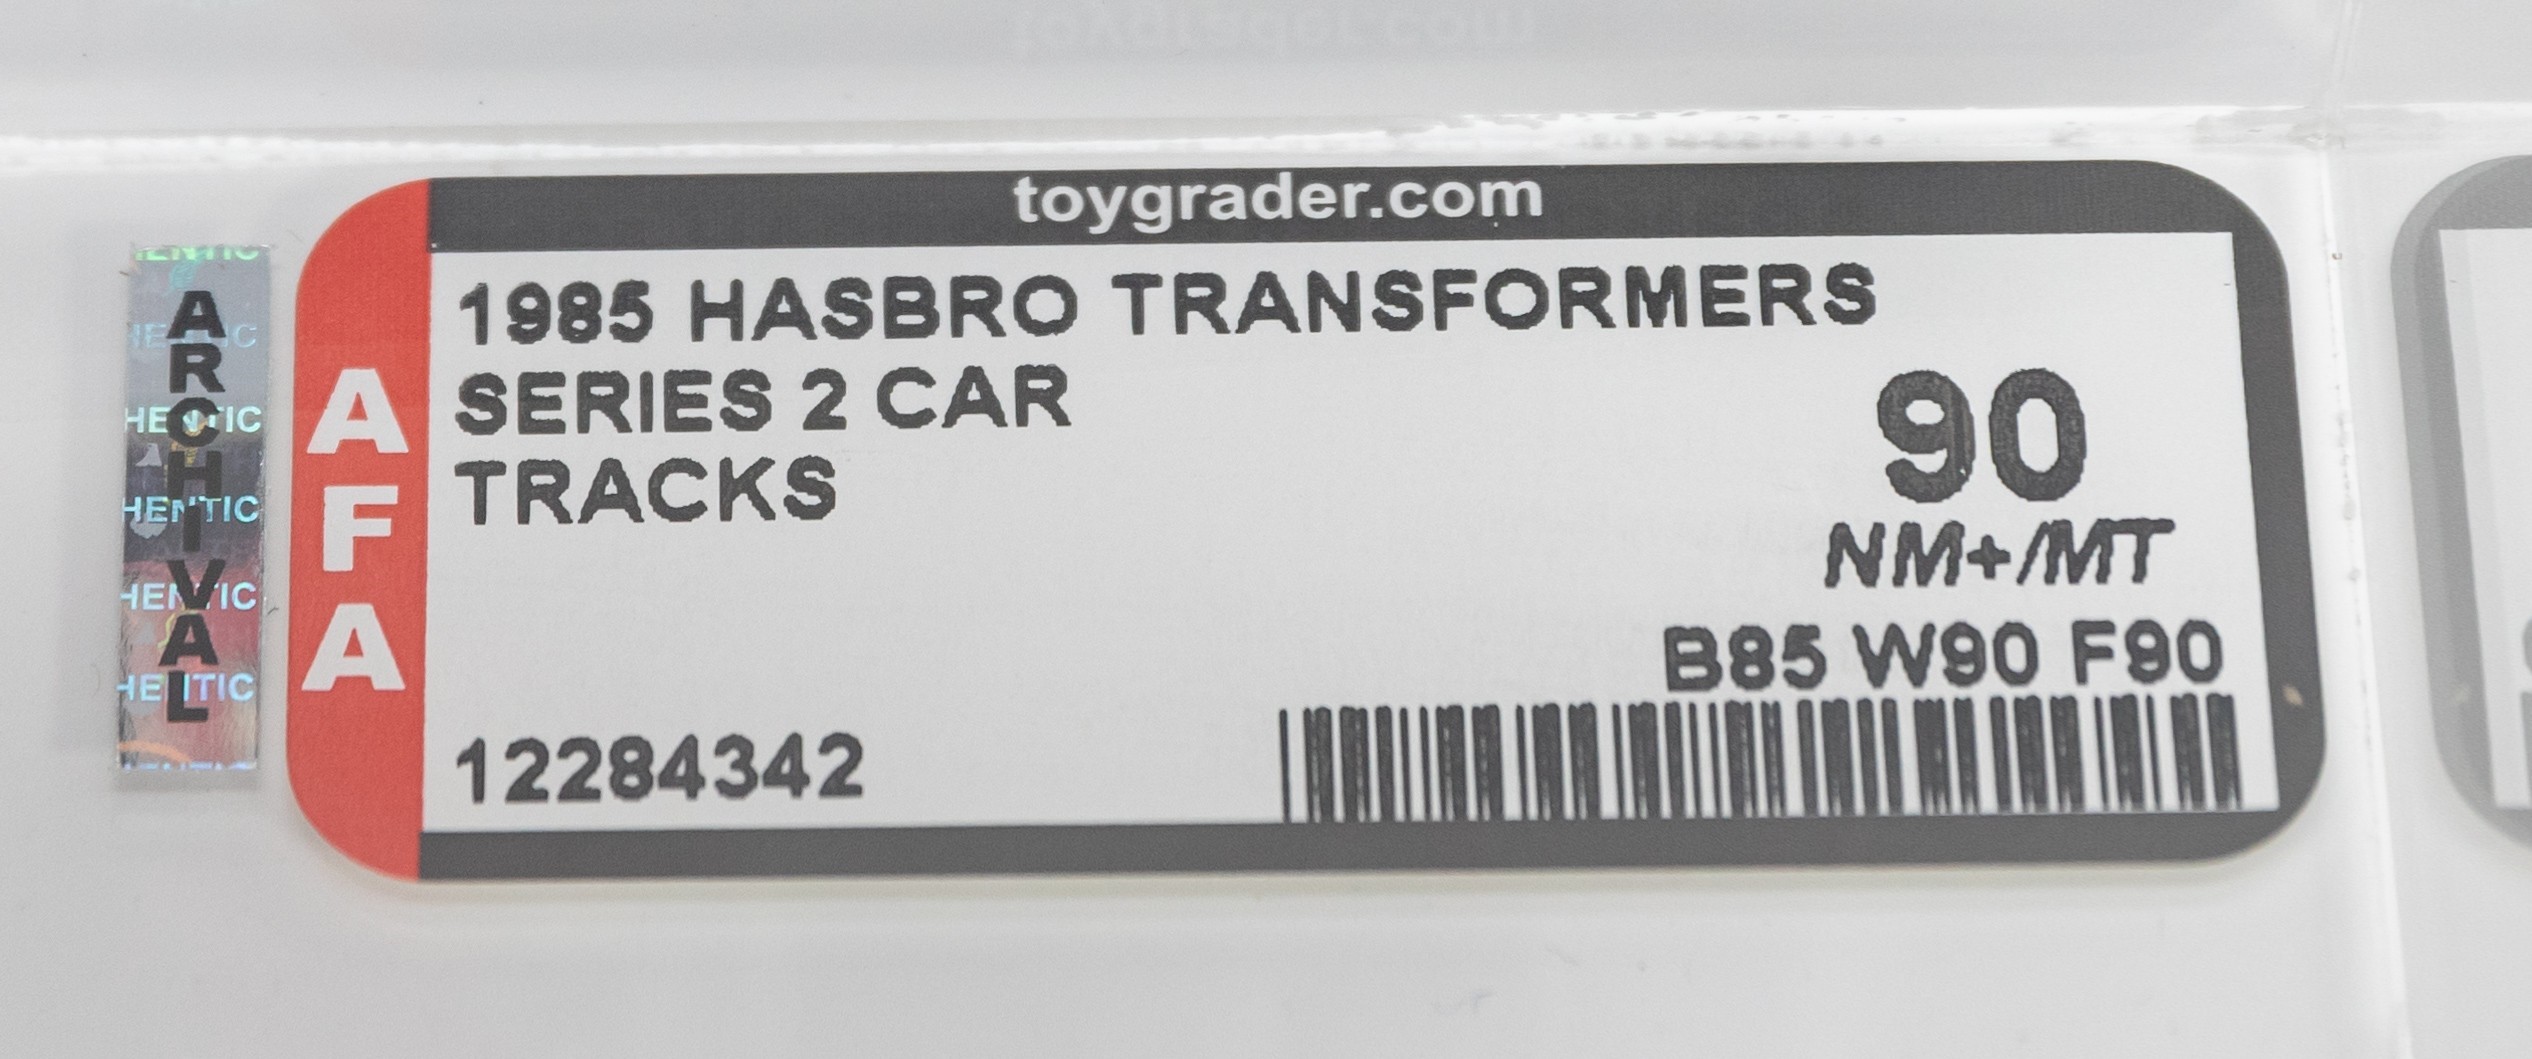 toygrader.com
ARCHIVAL
AFA
1985 HASBRO TRANSFORMERS
SERIES 2 CAR
TRACKS
90
NM+/MT
B85 W90 F90
12284342